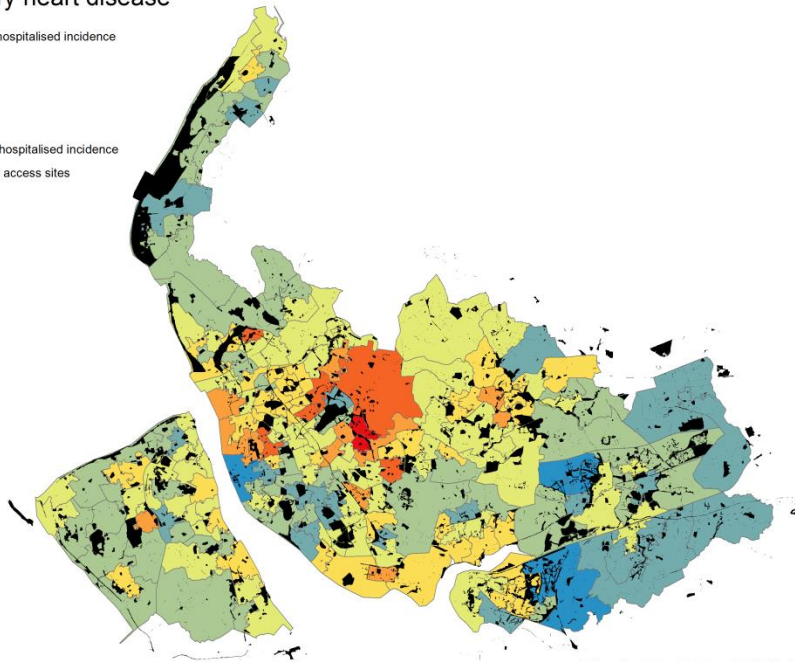 y heart disease
hospitalised incidence
hospitalised incidence
access sites